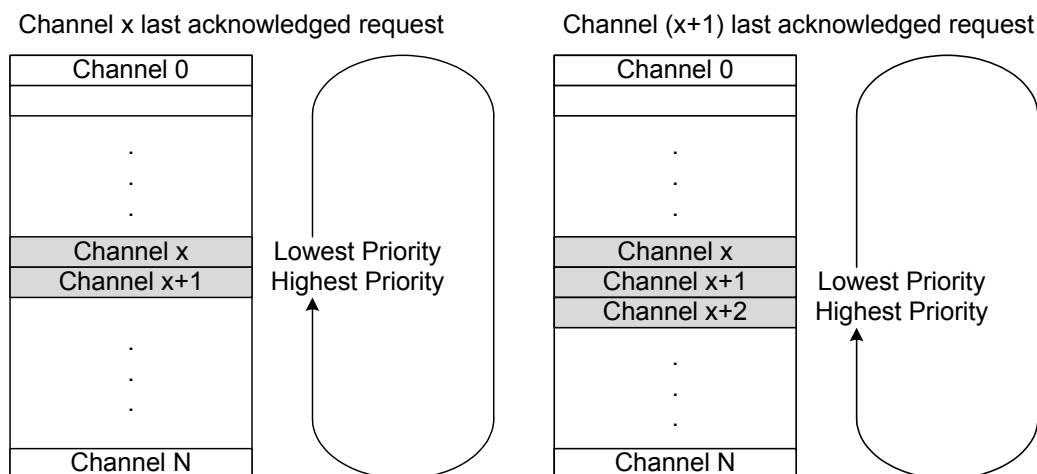 Channel x last acknowledged request
Channel 0
.
.
.
Channel x
Channel x+1
.
.
.
Channel N
Lowest Priority
Highest Priority
Channel (x+1) last acknowledged request
Channel 0
.
.
.
Channel x
Channel x+1
Channel x+2
.
.
.
Channel N
Lowest Priority
Highest Priority